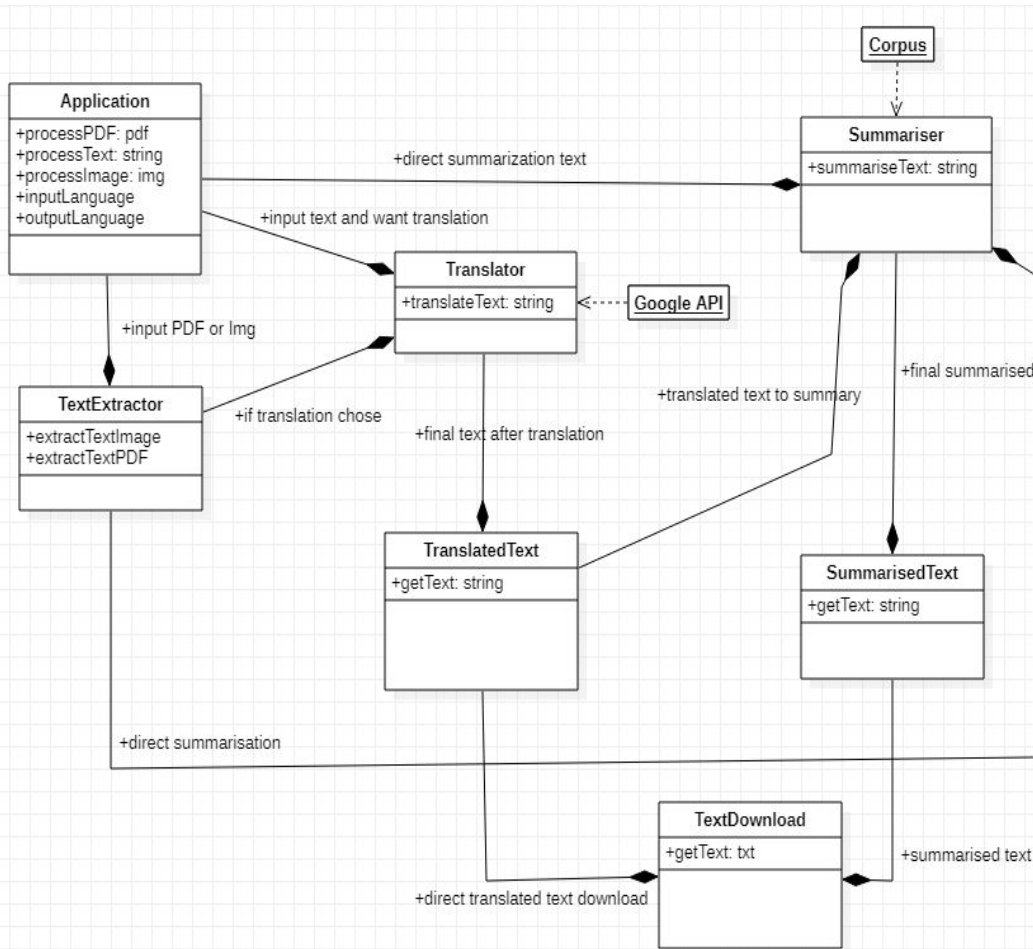 Corpus
Application
+processPDF: pdf
+processText: string
+processImage: img
+inputLanguage
+outputLanguage
Summariser
+summariseText: string
+direct summarization text
+input text and want translation
Translator
+translateText: string
Google API
+input PDF or Img
+final summarised
TextExtractor
+extractTextImage
+extractTextPDF
+if translation chose
+translated text to summary
+final text after translation
TranslatedText
+getText: string
SummarisedText
+getText: string
+direct summarisation
TextDownload
+getText: txt
+summarised text
+direct translated text download